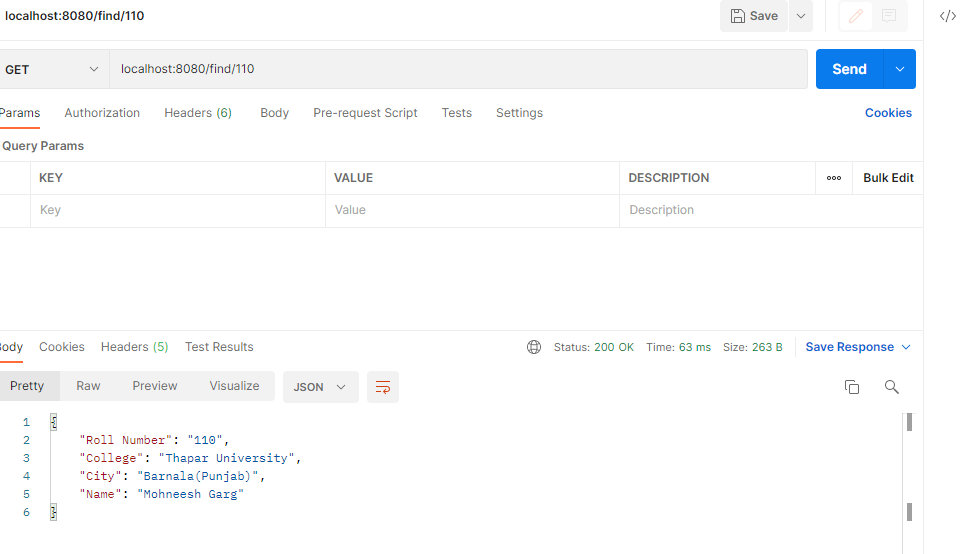 localhost:8080/find/110
Save
</>
GET
localhost:8080/find/110
Send
Params Authorization Headers (6) Body Pre-request Script Tests Settings Cookies
Query Params
KEY VALUE DESCRIPTION ooo Bulk Edit
Key Value Description
Body Cookies Headers (5) Test Results Status: 200 OK Time: 63 ms Size: 263 B Save Response
Pretty Raw Preview Visualize JSON
1 {
2 "Roll Number": "110",
3 "College": "Thapar University",
4 "City": "Barnala(Punjab)",
5 "Name": "Mohneesh Garg"
6 }